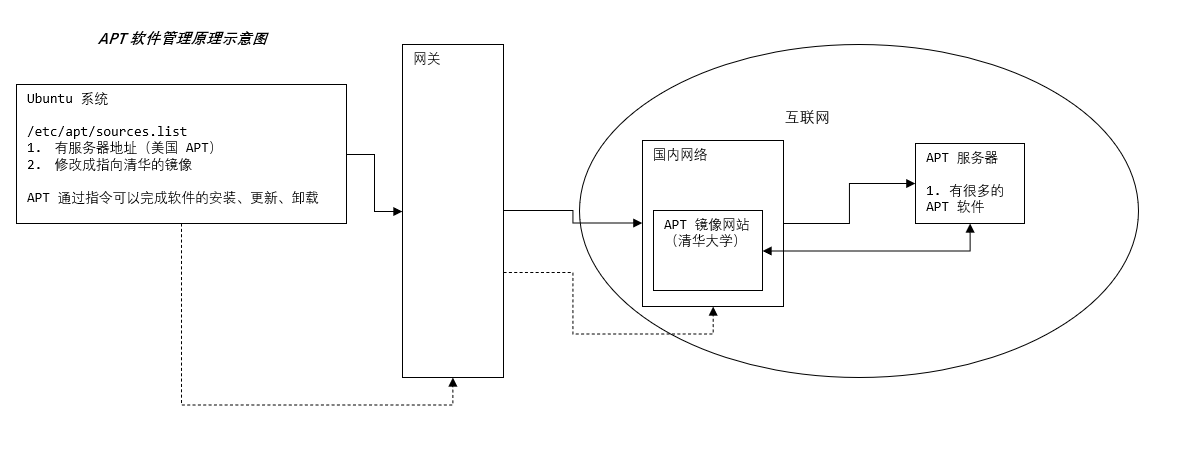 APT 软件管理原理示意图
Ubuntu 系统
/etc/apt/sources.list
1. 有服务器地址（美国 APT）
2. 修改成指向清华的镜像
APT 通过指令可以完成软件的安装、更新、卸载
网关
互联网
国内网络
APT 镜像网站
（清华大学）
APT 服务器
1. 有很多的
APT 软件